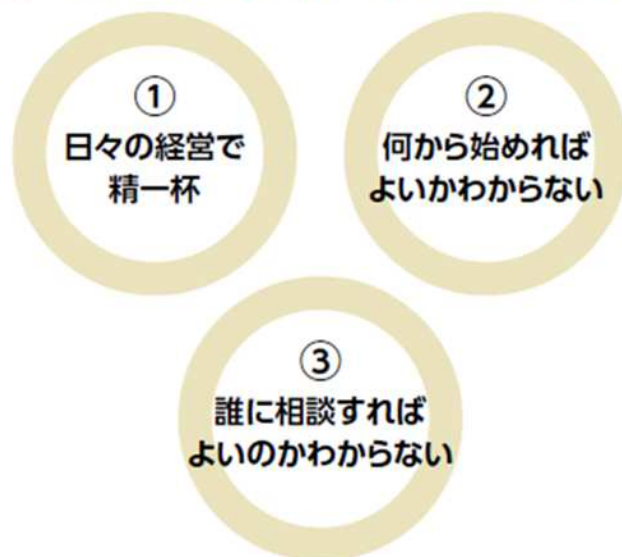 ①
日々の経営で
精一杯
②
何から始めれば
よいかわからない
③
誰に相談すれば
よいのかわからない